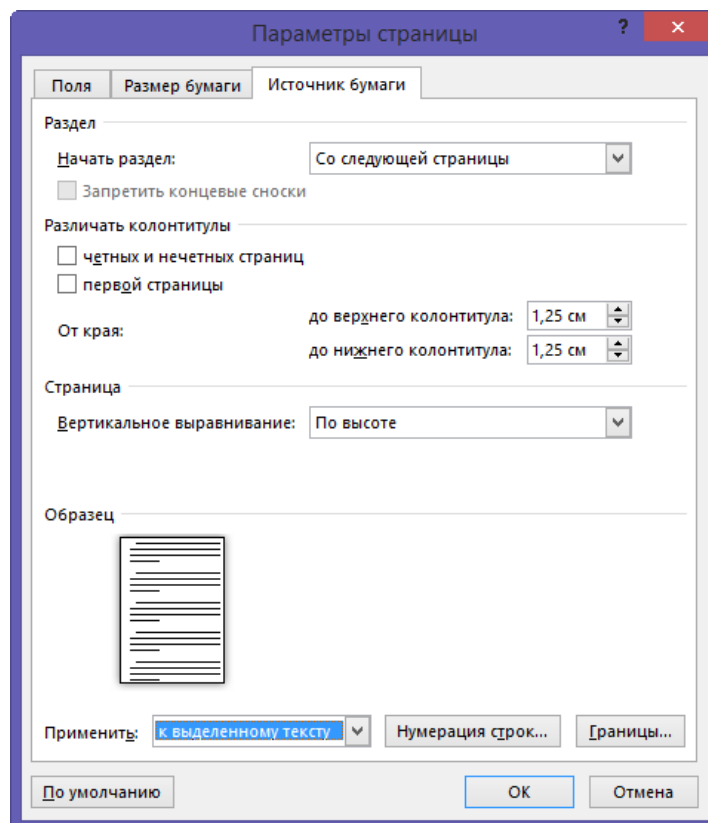 Параметры страницы ? ×
Поля Размер бумаги Источник бумаги
Раздел
Начать раздел: Со следующей страницы
Запретить концевые сноски
Различать колонтитулы
четных и нечетных страниц
первой страницы
От края:
до верхнего колонтитула: 1,25 см
до нижнего колонтитула: 1,25 см
Страница
Вертикальное выравнивание: По высоте
Образец
Применить: к выделенному тексту Нумерация строк... Границы...
По умолчанию ОК Отмена